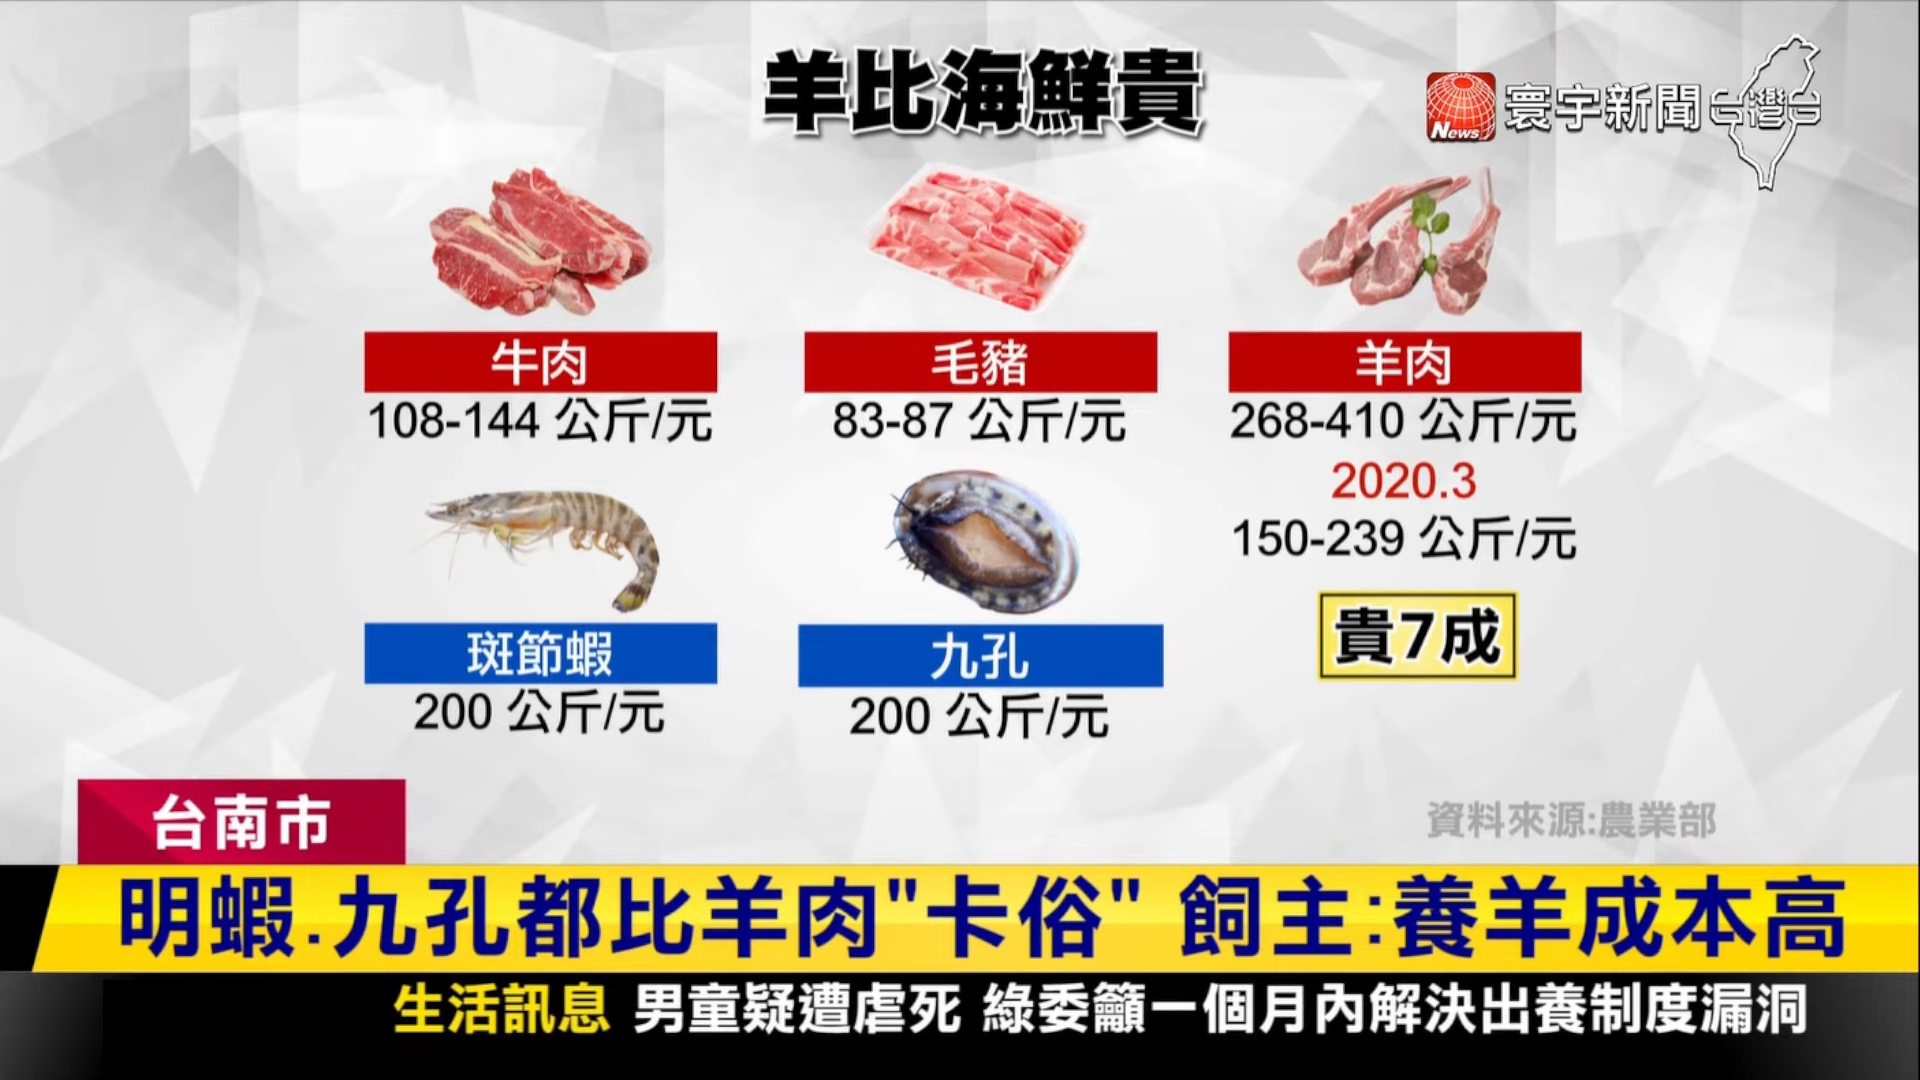 羊比海鮮貴
News
寰宇新聞 台灣台
牛肉
108-144 公斤/元
毛豬
83-87 公斤/元
羊肉
268-410 公斤/元
2020.3
150-239 公斤/元
貴7成
斑節蝦
200 公斤/元
九孔
200 公斤/元
台南市
資料來源:農業部
明蝦.九孔都比羊肉"卡俗" 飼主:養羊成本高
生活訊息 男童疑遭虐死 綠委籲一個月內解決出養制度漏洞